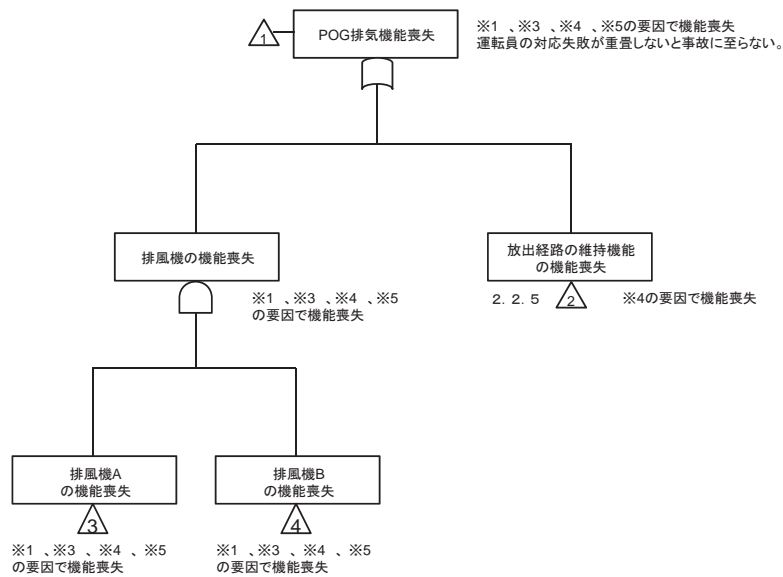 1
POG排気機能喪失
※1 、※3 、※4 、※5の要因で機能喪失
運転員の対応失敗が重畳しないと事故に至らない。
排風機の機能喪失
※1 、※3 、※4 、※5
の要因で機能喪失
放出経路の維持機能
の機能喪失
2. 2. 5
2
※4の要因で機能喪失
排風機A
の機能喪失
3
※1 、※3 、※4 、※5
の要因で機能喪失
排風機B
の機能喪失
4
※1 、※3 、※4 、※5
の要因で機能喪失